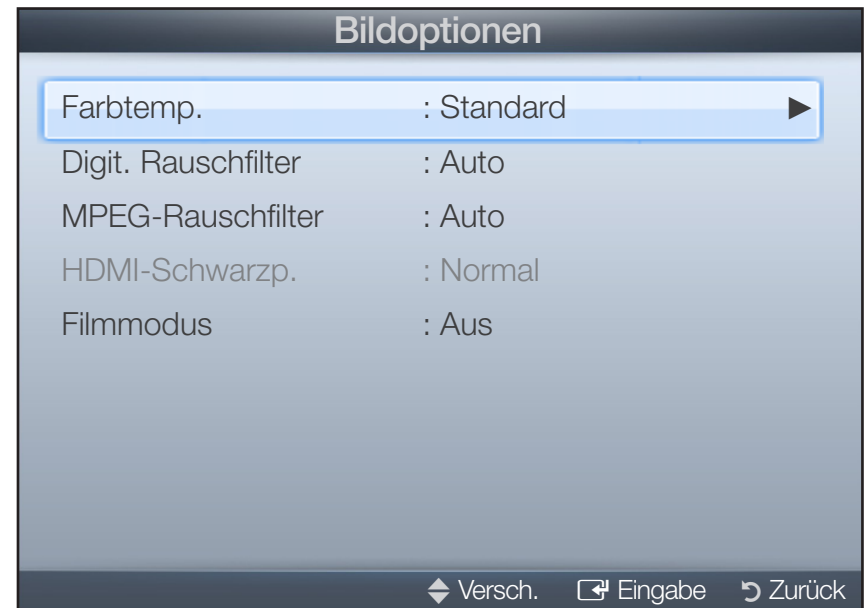 Bildoptionen
Farbtemp. : Standard ►
Digit. Rauschfilter : Auto
MPEG-Rauschfilter : Auto
HDMI-Schwarzp. : Normal
Filmmodus : Aus
Versch. Eingabe Zurück